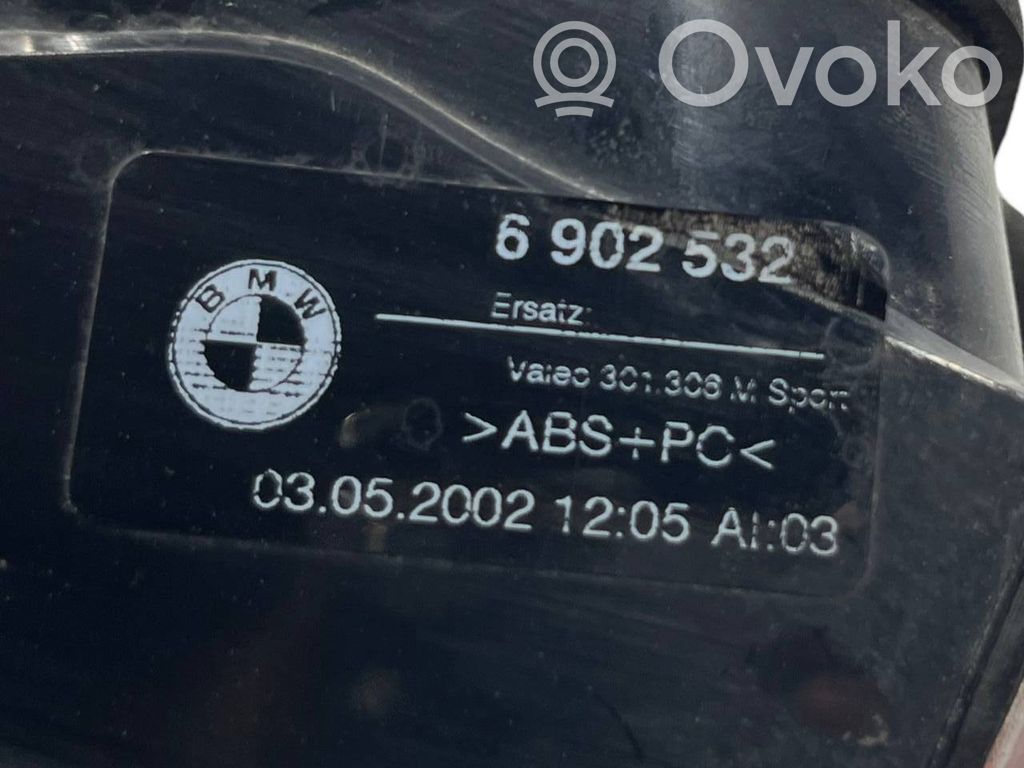 Ovoko
6 902 532
BMW
Ersatz:
Valeo 301.306 M Sport
>ABS+PC<
03.05.2002 12:05 AI:03